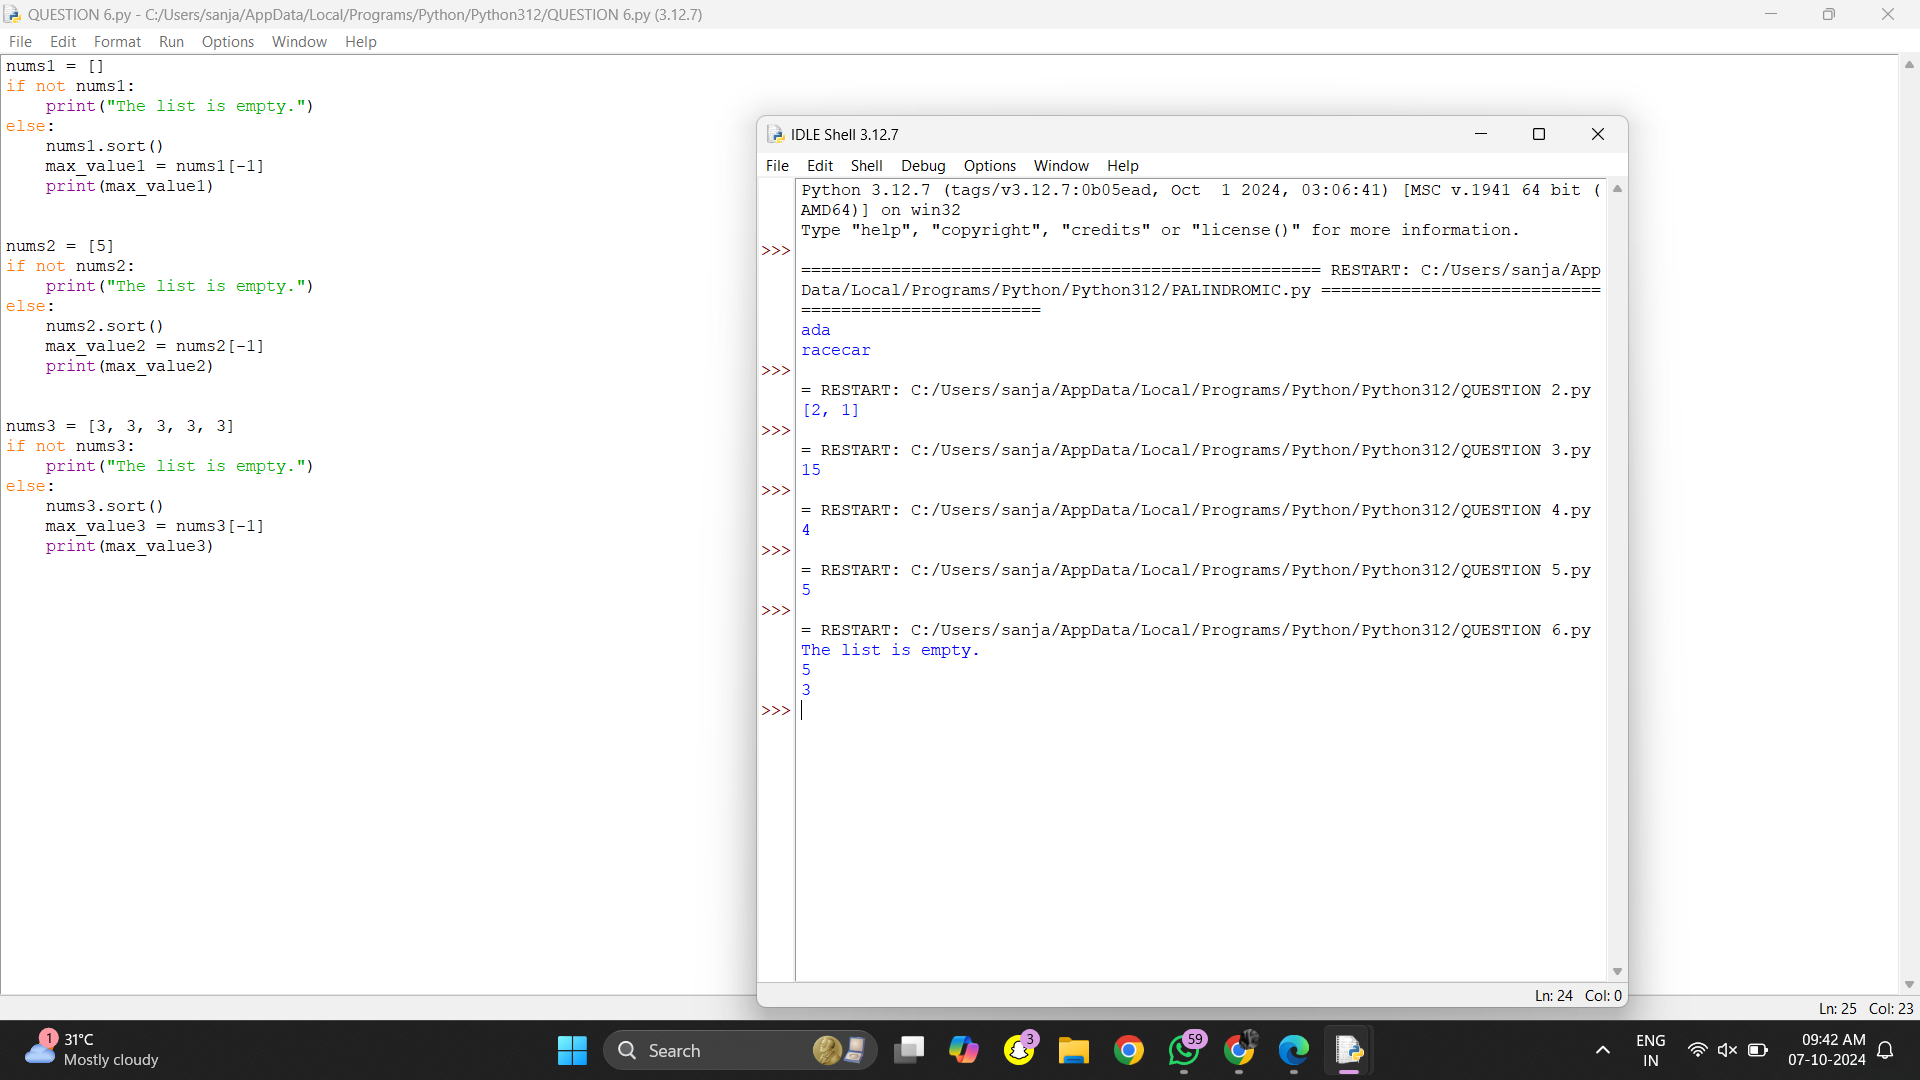 QUESTION 6.py - C:/Users/sanja/AppData/Local/Programs/Python/Python312/QUESTION 6.py (3.12.7)
File Edit Format Run Options Window Help
nums1 = []
if not nums1:
    print("The list is empty.")
else:
    nums1.sort()
    max_value1 = nums1[-1]
    print(max_value1)
nums2 = [5]
if not nums2:
    print("The list is empty.")
else:
    nums2.sort()
    max_value2 = nums2[-1]
    print(max_value2)
nums3 = [3, 3, 3, 3, 3]
if not nums3:
    print("The list is empty.")
else:
    nums3.sort()
    max_value3 = nums3[-1]
    print(max_value3)
IDLE Shell 3.12.7
File Edit Shell Debug Options Window Help
Python 3.12.7 (tags/v3.12.7:0b05ead, Oct  1 2024, 03:06:41) [MSC v.1941 64 bit (
AMD64)] on win32
Type "help", "copyright", "credits" or "license()" for more information.
>>>
==================================================== RESTART: C:/Users/sanja/App
Data/Local/Programs/Python/Python312/PALINDROMIC.py ============================
========================
ada
racecar
>>>
= RESTART: C:/Users/sanja/AppData/Local/Programs/Python/Python312/QUESTION 2.py
[2, 1]
>>>
= RESTART: C:/Users/sanja/AppData/Local/Programs/Python/Python312/QUESTION 3.py
15
>>>
= RESTART: C:/Users/sanja/AppData/Local/Programs/Python/Python312/QUESTION 4.py
4
>>>
= RESTART: C:/Users/sanja/AppData/Local/Programs/Python/Python312/QUESTION 5.py
5
>>>
= RESTART: C:/Users/sanja/AppData/Local/Programs/Python/Python312/QUESTION 6.py
The list is empty.
5
3
>>>
Ln: 24 Col: 0
Ln: 25 Col: 23
1
31°C
Mostly cloudy
Search
3
59
ENG
IN
09:42 AM
07-10-2024